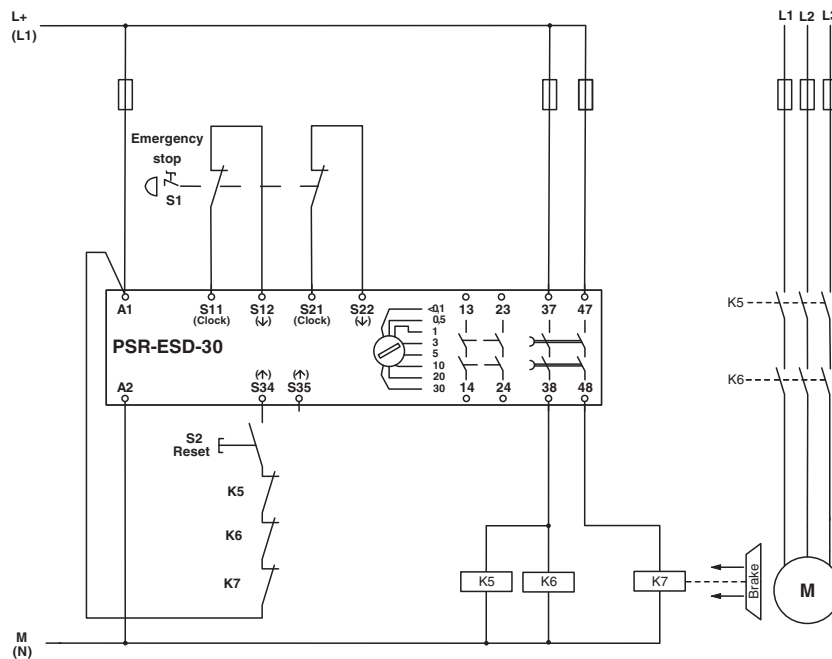 L+
(L1)
L1 L2 L3
Emergency
stop
S1
A1 S11 S12 S21 S22 <0,1 13 23 37 47
(Clock) (↓) (Clock) (↓) 0,5
1
PSR-ESD-30 3
5
10
(↑) (↑) 20
A2 S34 S35 30 14 24 38 48
K5
K6
S2
Reset
K5
K6
K7
K5 K6 K7 Brake M
M
(N)